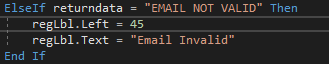 ElseIf returndata = "EMAIL NOT VALID" Then
    regLbl.Left = 45
    regLbl.Text = "Email Invalid"
End If